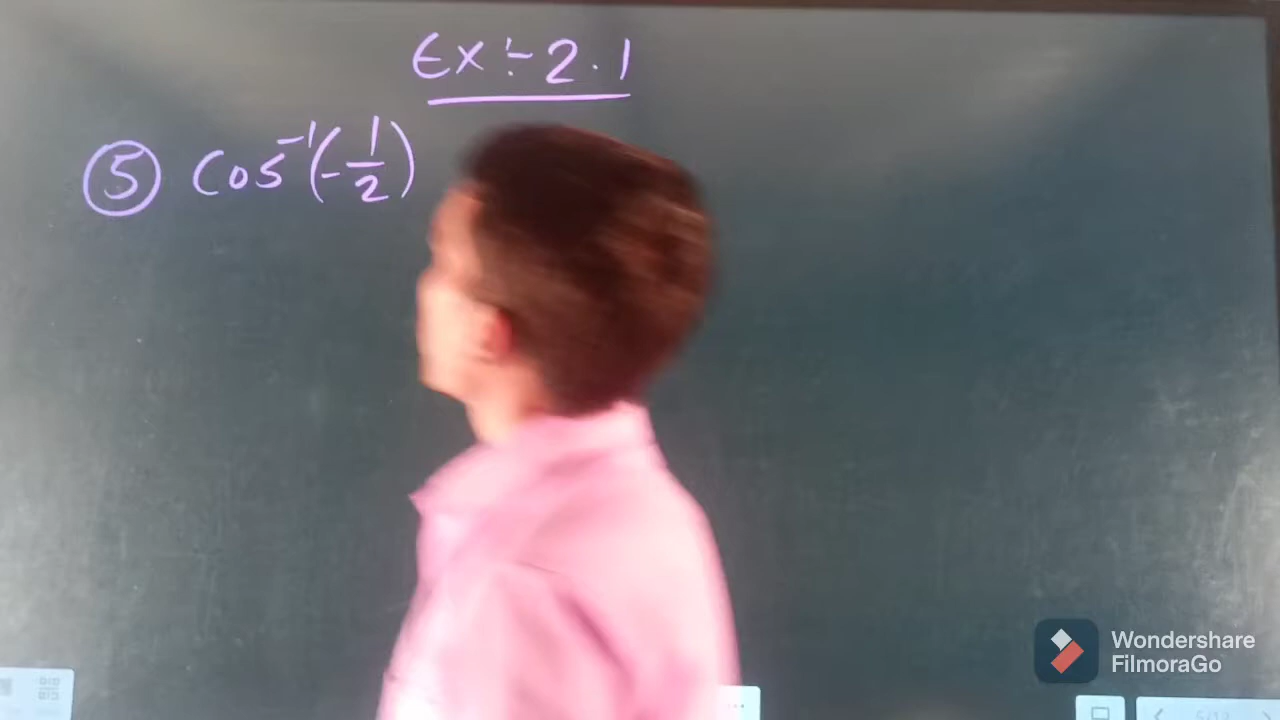 Ex÷-2.1
⑤ Cos⁻¹(-1/2)
Wondershare
FilmoraGo